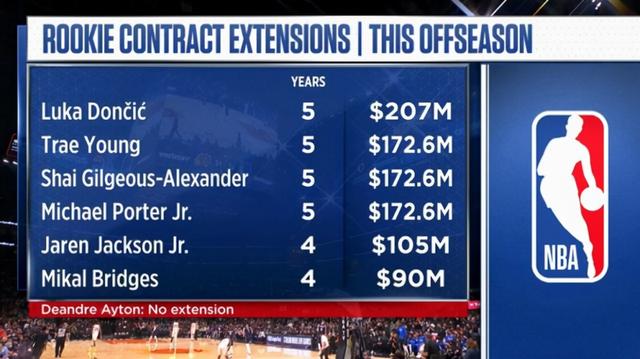 ROOKIE CONTRACT EXTENSIONS | THIS OFFSEASON
YEARS
Luka Dončić 5 $207M
Trae Young 5 $172.6M
Shai Gilgeous-Alexander 5 $172.6M
Michael Porter Jr. 5 $172.6M
Jaren Jackson Jr. 4 $105M
Mikal Bridges 4 $90M
NBA
Deandre Ayton: No extension